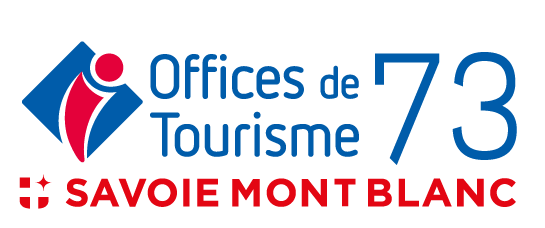 Offices de
Tourisme 73
SAVOIE MONT BLANC